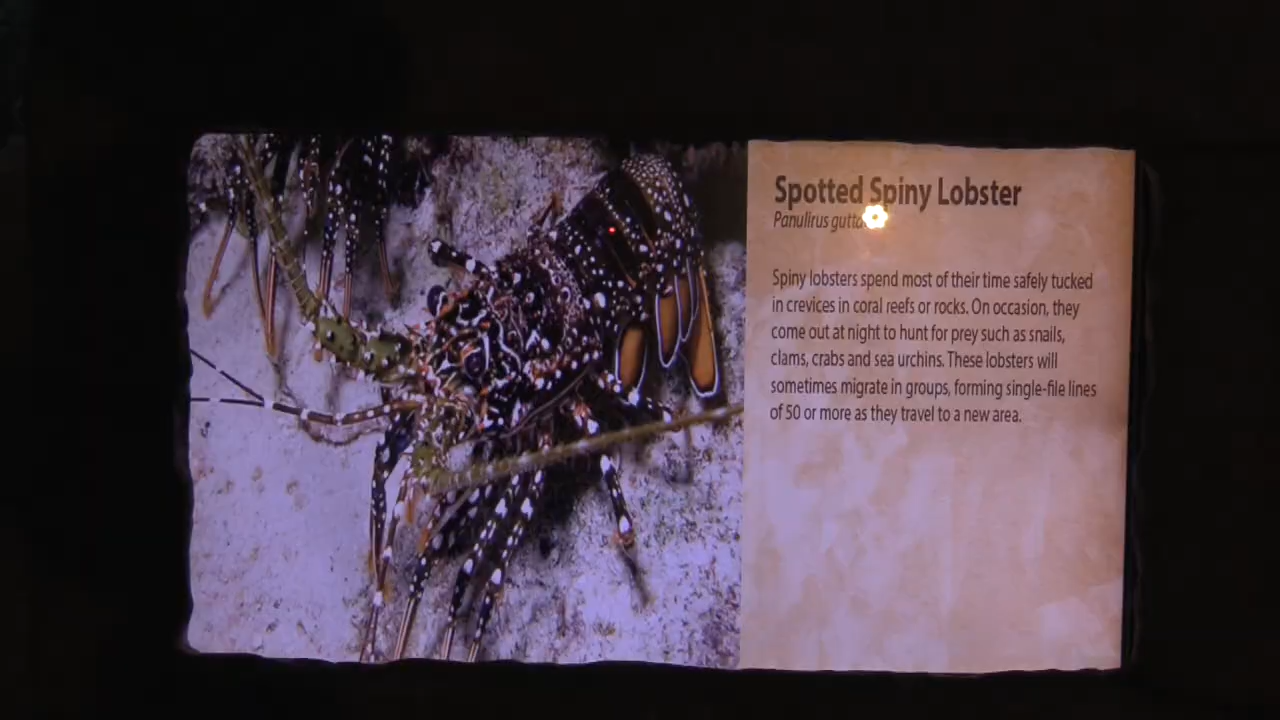 Spotted Spiny Lobster
Panulirus
Spiny lobsters spend most of their time safely tucked
in crevices in coral reefs or rocks. On occasion, they
come out at night to hunt for prey such as snails,
clams, crabs and sea urchins. These lobsters will
sometimes migrate in groups, forming single-file lines
of 50 or more as they travel to a new area.